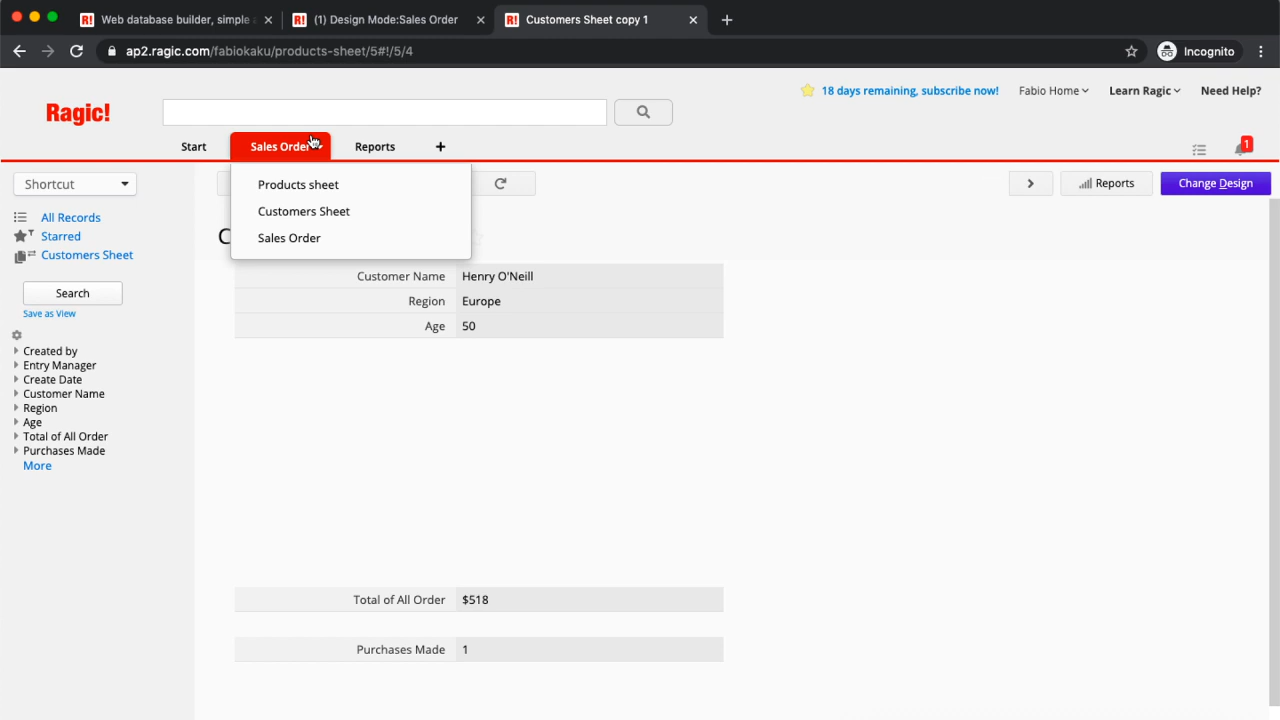 R! Web database builder, simple a
R! (1) Design Mode:Sales Order
R! Customers Sheet copy 1
ap2.ragic.com/fabiokaku/products-sheet/5#!/5/4
Incognito
18 days remaining, subscribe now!
Fabio Home
Learn Ragic
Need Help?
Ragic!
Start
Sales Order
Reports
+
1
Shortcut
Products sheet
Customers Sheet
Sales Order
Reports
Change Design
All Records
Starred
Customers Sheet
Search
Save as View
Created by
Entry Manager
Create Date
Customer Name
Region
Age
Total of All Order
Purchases Made
More
C
Customer Name Henry O'Neill
Region Europe
Age 50
Total of All Order $518
Purchases Made 1